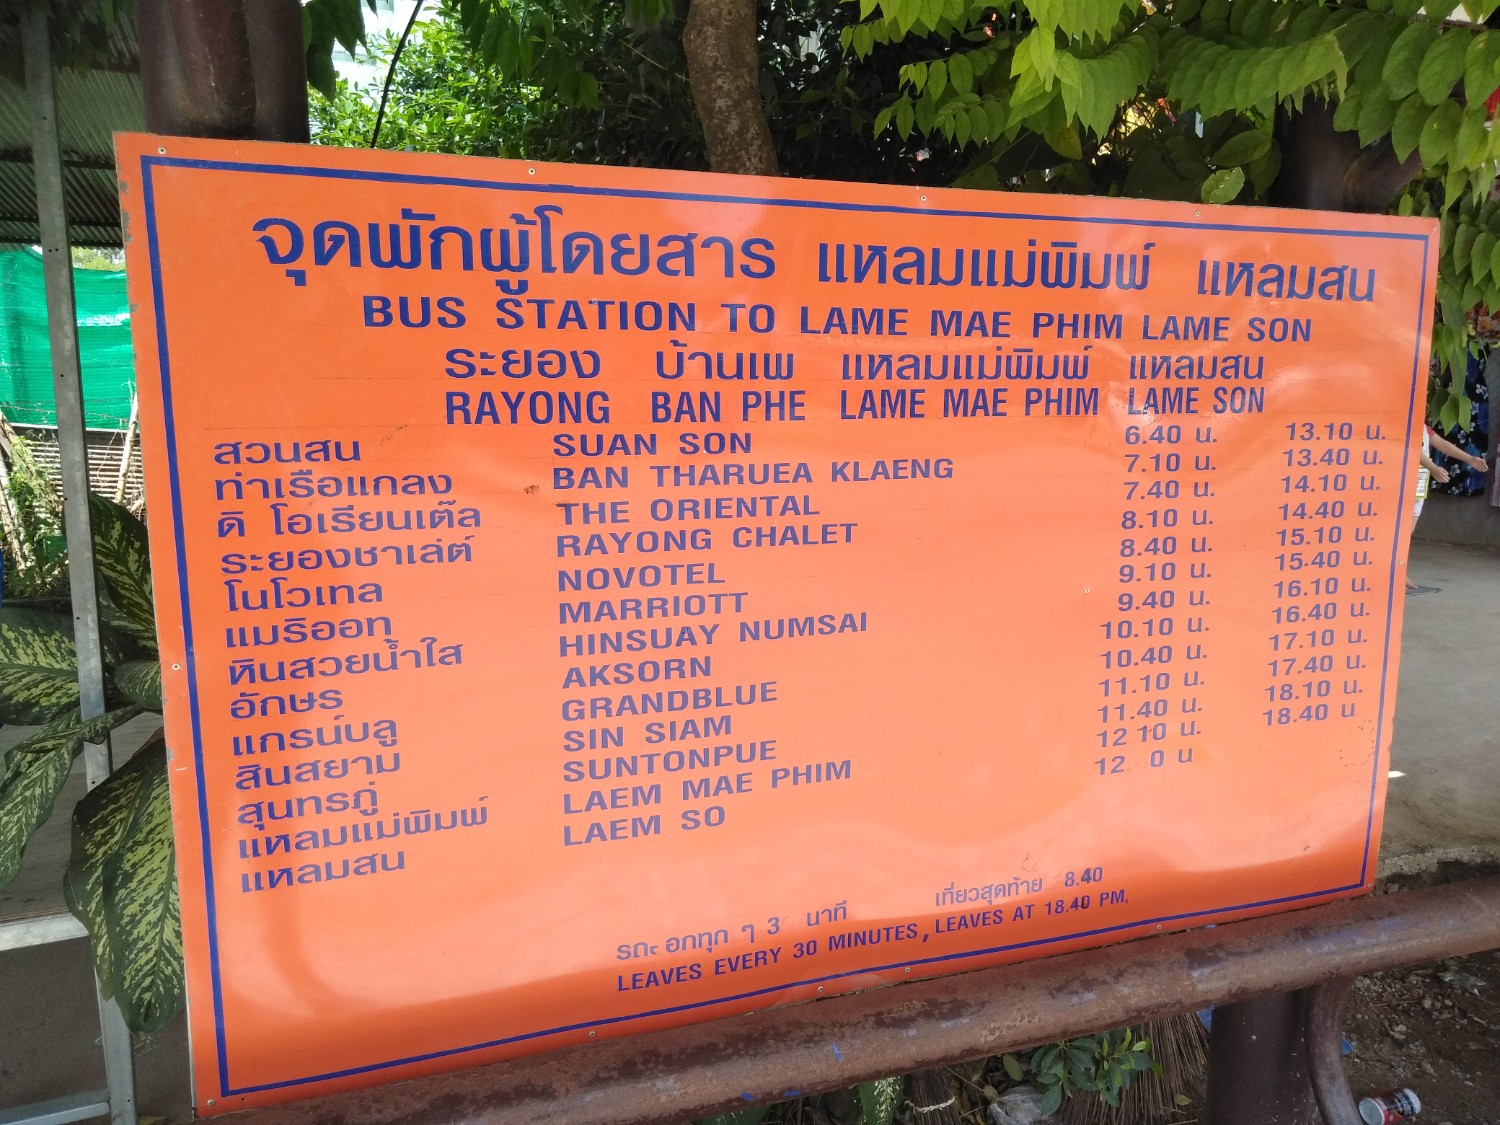 จุดพักผู้โดยสาร แหลมแม่พิมพ์ แหลมสน
BUS STATION TO LAME MAE PHIM LAME SON
ระยอง บ้านเพ แหลมแม่พิมพ์ แหลมสน
RAYONG BAN PHE LAME MAE PHIM LAME SON
สวนสน SUAN SON 6.40 น. 13.10 น.
ท่าเรือแกลง BAN THARUEA KLAENG 7.10 น. 13.40 น.
ดิ โอเรียนเต็ล THE ORIENTAL 7.40 น. 14.10 น.
ระยองชาเล่ต์ RAYONG CHALET 8.10 น. 14.40 น.
โนโวเทล NOVOTEL 8.40 น. 15.10 น.
แมริออท MARRIOTT 9.10 น. 15.40 น.
หินสวยน้ำใส HINSUAY NUMSAI 9.40 น. 16.10 น.
อักษร AKSORN 10.10 น. 16.40 น.
แกรน์บลู GRANDBLUE 10.40 น. 17.10 น.
สินสยาม SIN SIAM 11.10 น. 17.40 น.
สุนทรภู่ SUNTONPUE 11.40 น. 18.10 น.
แหลมแม่พิมพ์ LAEM MAE PHIM 12 10 น. 18.40 น
แหลมสน LAEM SO 12. 0 น
อกทุก ๆ 3 นาที เที่ยวสุดท้าย 8.40
LEAVES EVERY 30 MINUTES, LEAVES AT 18.40 PM.